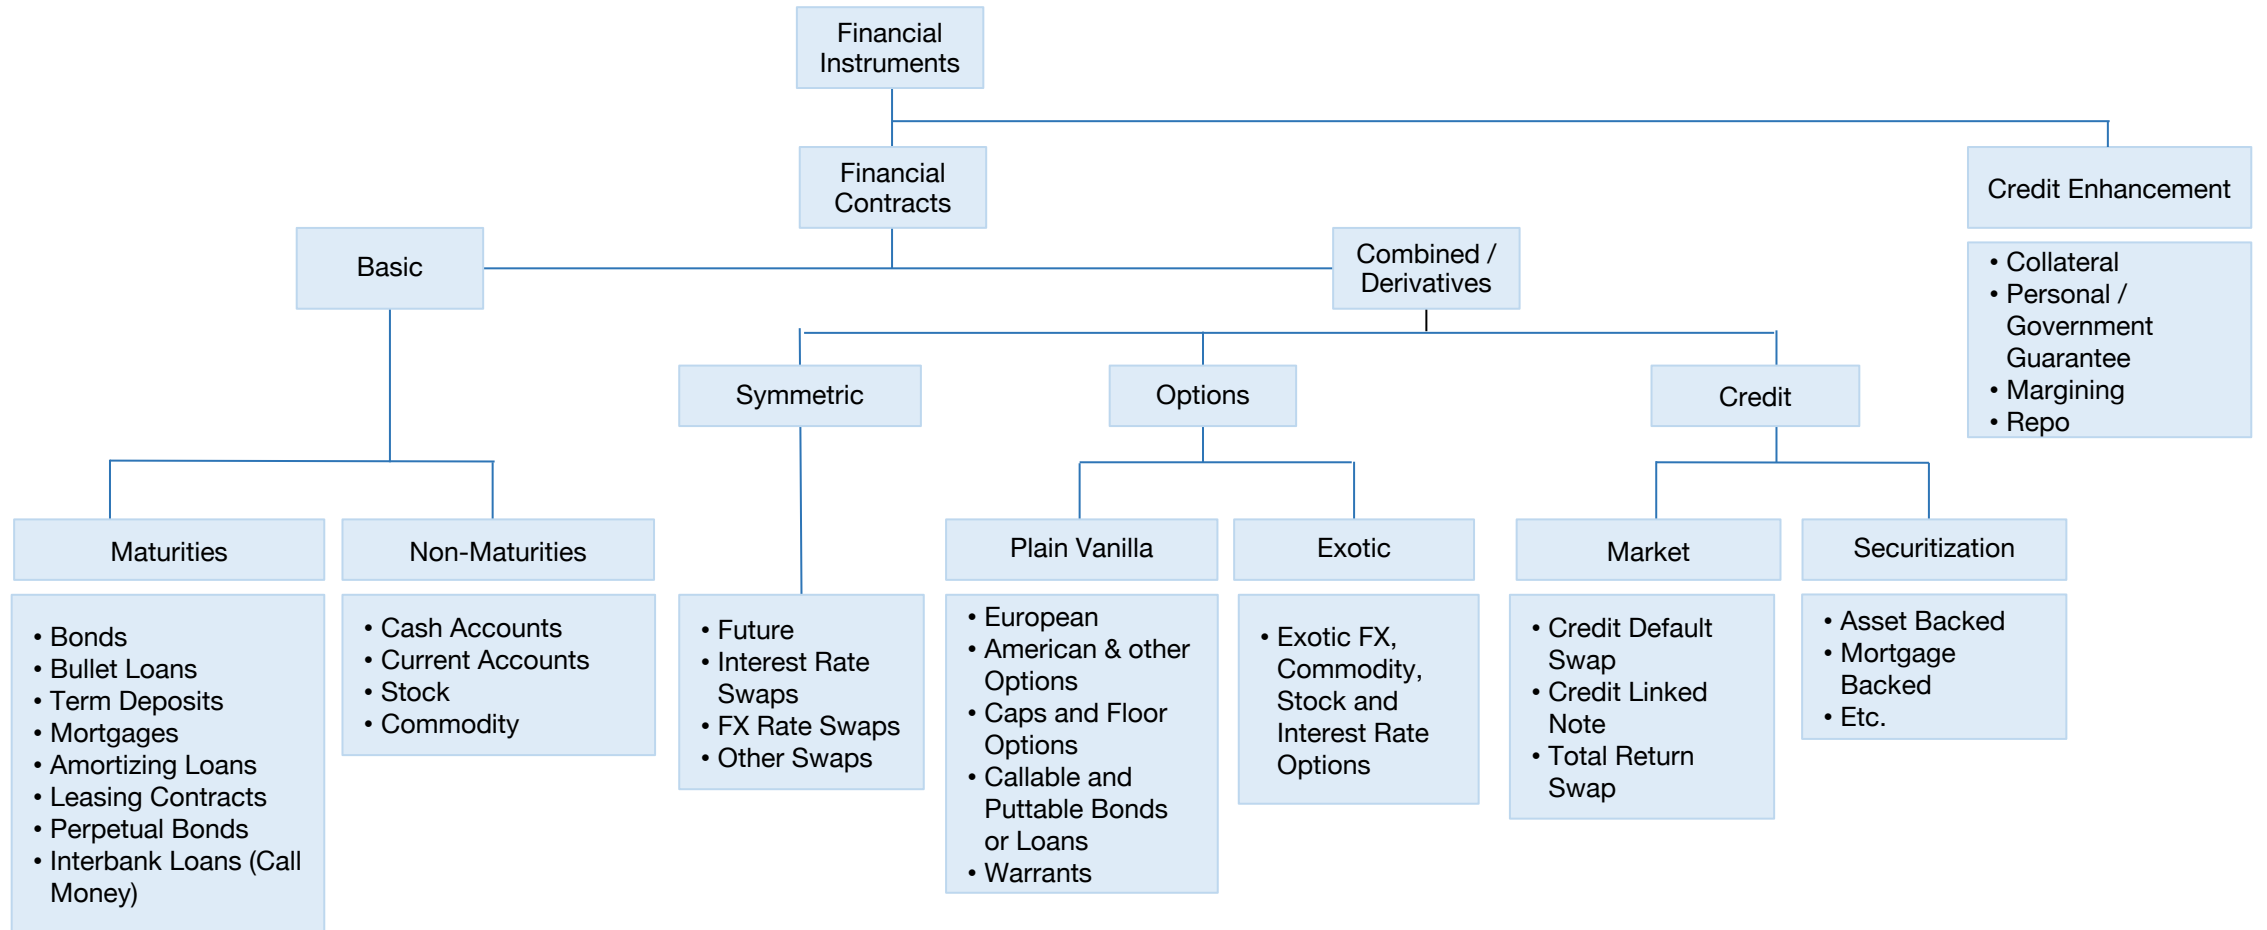 Financial
Instruments
Financial
Contracts
Credit Enhancement
• Collateral
• Personal /
Government
Guarantee
• Margining
• Repo
Basic
Combined /
Derivatives
Symmetric
Options
Credit
Maturities
Non-Maturities
Plain Vanilla
Exotic
Market
Securitization
• Bonds
• Bullet Loans
• Term Deposits
• Mortgages
• Amortizing Loans
• Leasing Contracts
• Perpetual Bonds
• Interbank Loans (Call
Money)
• Cash Accounts
• Current Accounts
• Stock
• Commodity
• Future
• Interest Rate
Swaps
• FX Rate Swaps
• Other Swaps
• European
• American & other
Options
• Caps and Floor
Options
• Callable and
Puttable Bonds
or Loans
• Warrants
• Exotic FX,
Commodity,
Stock and
Interest Rate
Options
• Credit Default
Swap
• Credit Linked
Note
• Total Return
Swap
• Asset Backed
• Mortgage
Backed
• Etc.